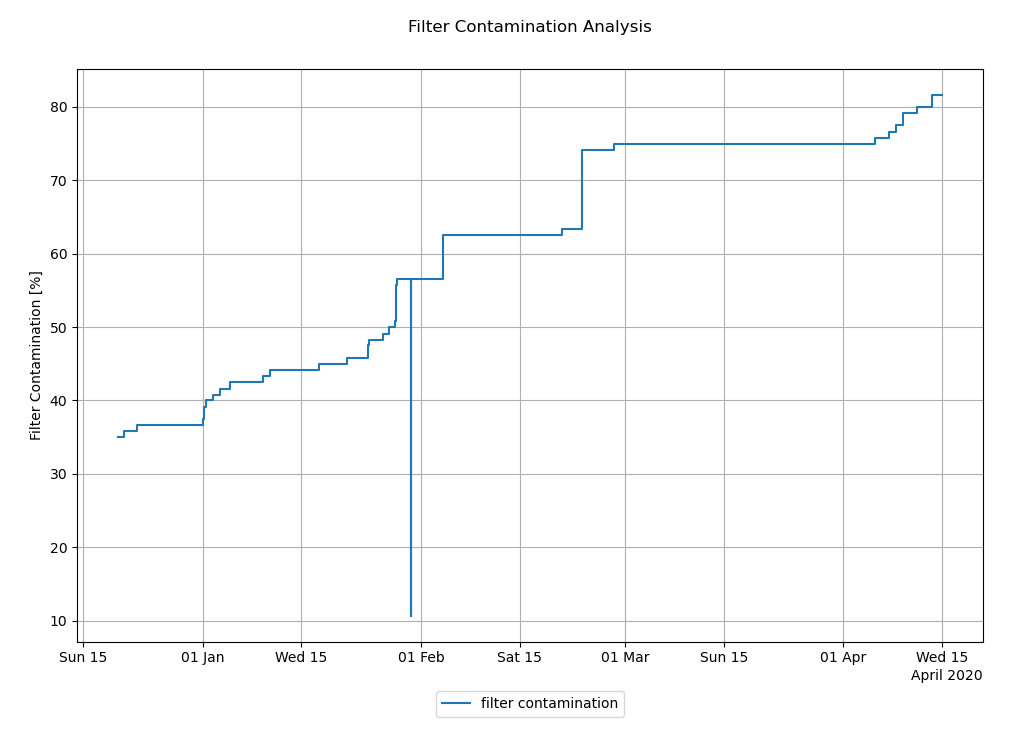 Filter Contamination Analysis
Filter Contamination [%]
80
70
60
50
40
30
20
10
Sun 15 01 Jan Wed 15 01 Feb Sat 15 01 Mar Sun 15 01 Apr Wed 15
April 2020
filter contamination